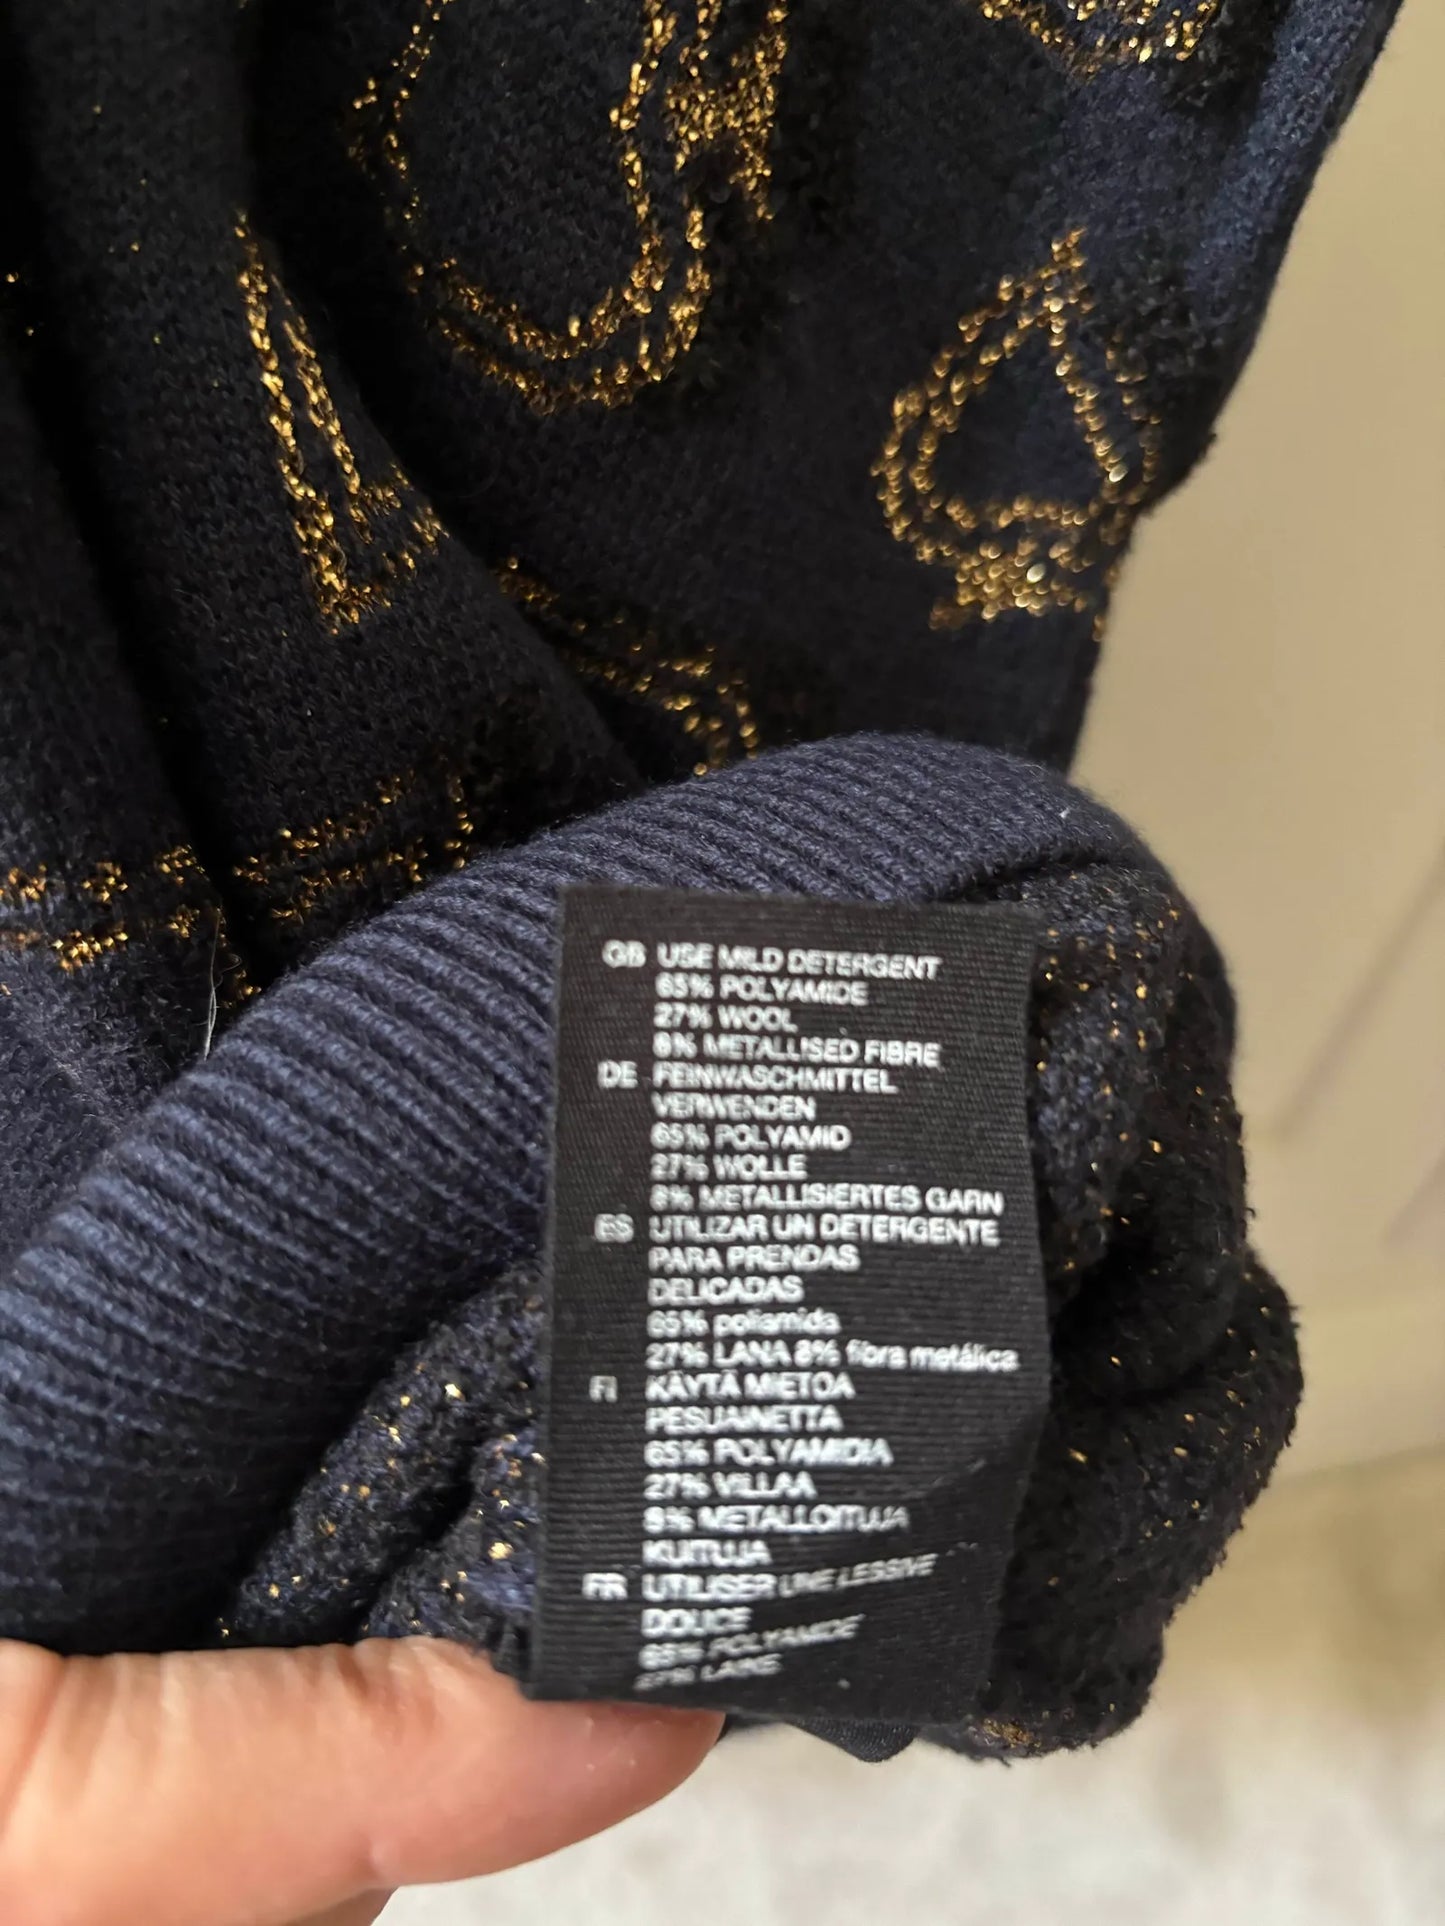 GB USE MILD DETERGENT
65% POLYAMIDE
27% WOOL
8% METALLISED FIBRE
DE FEINWASCHMITTEL
VERWENDEN
65% POLYAMID
27% WOLLE
8% METALLISIERTES GARN
ES UTILIZAR UN DETERGENTE
PARA PRENDAS
DELICADAS
65% poliamida
27% LANA 8% fibra metálica
FI KÄYTÄ MIETOA
PESUAINETTA
65% POLYAMIDIA
27% VILLAA
8% METALLOITUJA
KUITUJA
FR UTILISER UNE LESSIVE
DOUCE
65% POLYAMIDE
27% LAINE